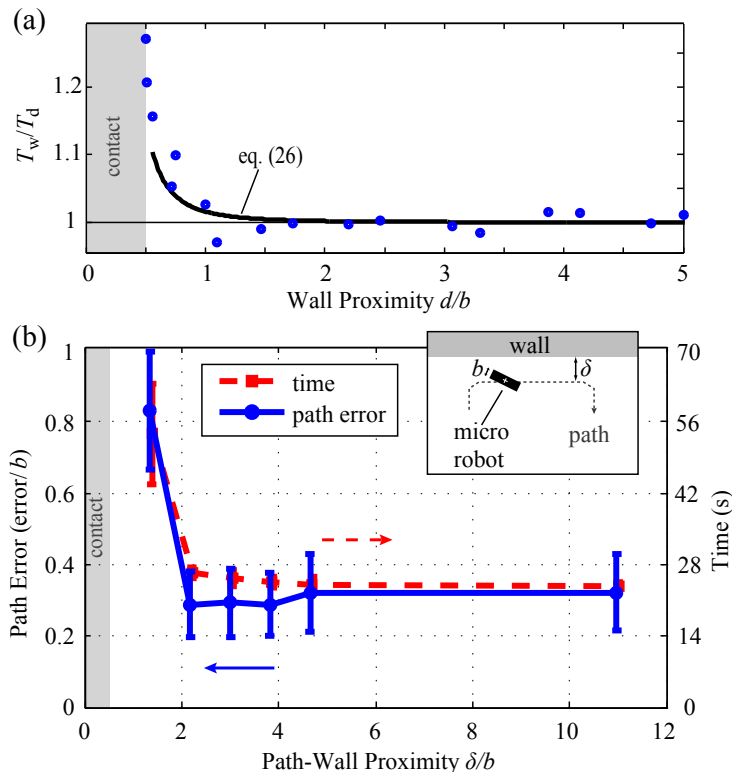 (a)
1.2
1.1
1
T_w/T_d
contact
eq. (26)
0
1
2
3
4
5
Wall Proximity d/b
(b)
1
0.8
0.6
0.4
0.2
0
Path Error (error/b)
contact
time
path error
wall
b
δ
micro
robot
path
70
56
42
28
14
0
Time (s)
0
2
4
6
8
10
12
Path-Wall Proximity δ/b